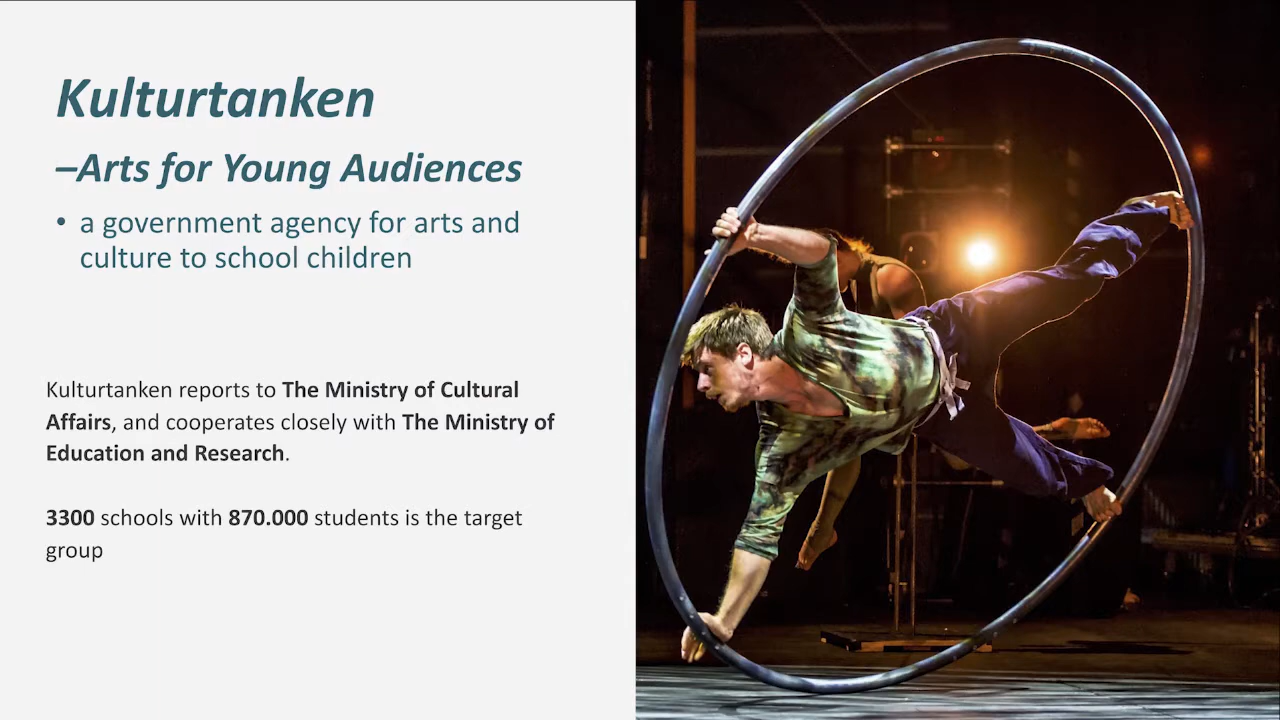 Kulturtanken
–Arts for Young Audiences
• a government agency for arts and
culture to school children
Kulturtanken reports to The Ministry of Cultural
Affairs, and cooperates closely with The Ministry of
Education and Research.
3300 schools with 870.000 students is the target
group